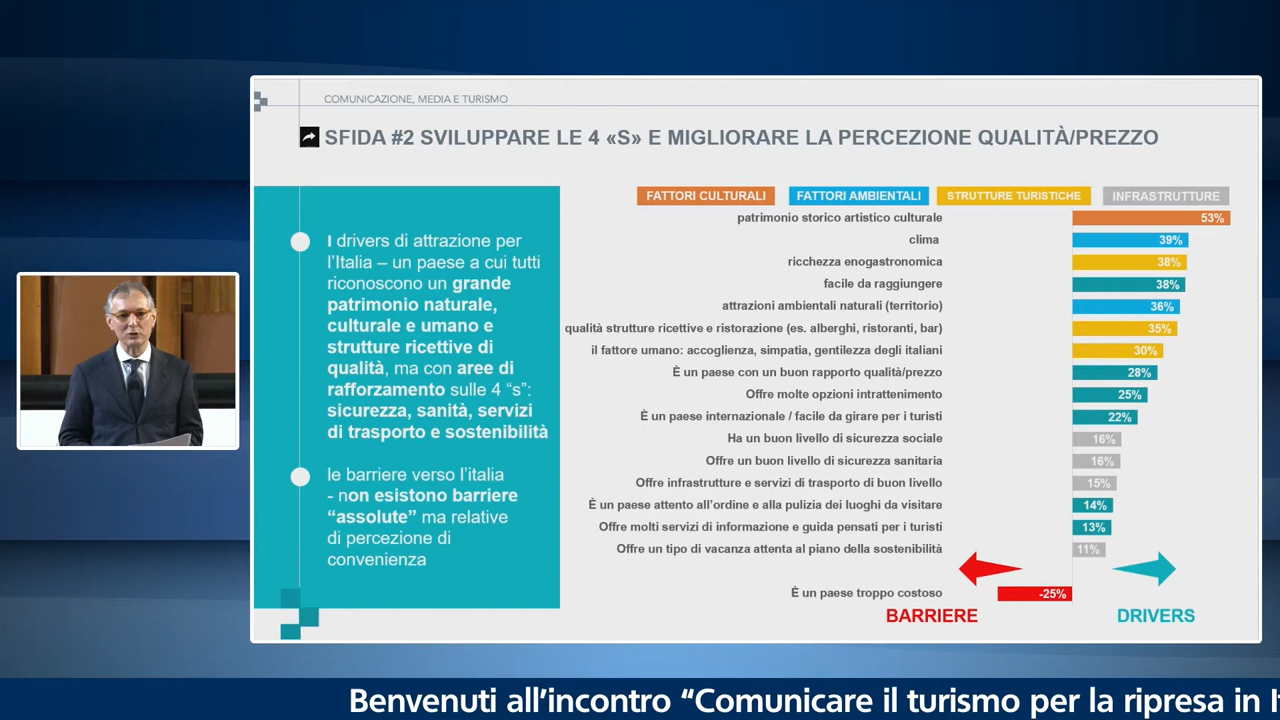 COMUNICAZIONE, MEDIA E TURISMO
SFIDA #2 SVILUPPARE LE 4 «S» E MIGLIORARE LA PERCEZIONE QUALITÀ/PREZZO
I drivers di attrazione per
l'Italia – un paese a cui tutti
riconoscono un grande
patrimonio naturale,
culturale e umano e
strutture ricettive di
qualità, ma con aree di
rafforzamento sulle 4 “s”:
sicurezza, sanità, servizi
di trasporto e sostenibilità
le barriere verso l'italia
- non esistono barriere
“assolute” ma relative
di percezione di
convenienza
FATTORI CULTURALI FATTORI AMBIENTALI STRUTTURE TURISTICHE INFRASTRUTTURE
patrimonio storico artistico culturale 53%
clima 39%
ricchezza enogastronomica 38%
facile da raggiungere 38%
attrazioni ambientali naturali (territorio) 36%
qualità strutture ricettive e ristorazione (es. alberghi, ristoranti, bar) 35%
il fattore umano: accoglienza, simpatia, gentilezza degli italiani 30%
È un paese con un buon rapporto qualità/prezzo 28%
Offre molte opzioni intrattenimento 25%
È un paese internazionale / facile da girare per i turisti 22%
Ha un buon livello di sicurezza sociale 16%
Offre un buon livello di sicurezza sanitaria 16%
Offre infrastrutture e servizi di trasporto di buon livello 15%
È un paese attento all'ordine e alla pulizia dei luoghi da visitare 14%
Offre molti servizi di informazione e guida pensati per i turisti 13%
Offre un tipo di vacanza attenta al piano della sostenibilità 11%
È un paese troppo costoso -25%
BARRIERE DRIVERS
Benvenuti all'incontro “Comunicare il turismo per la ripresa in I